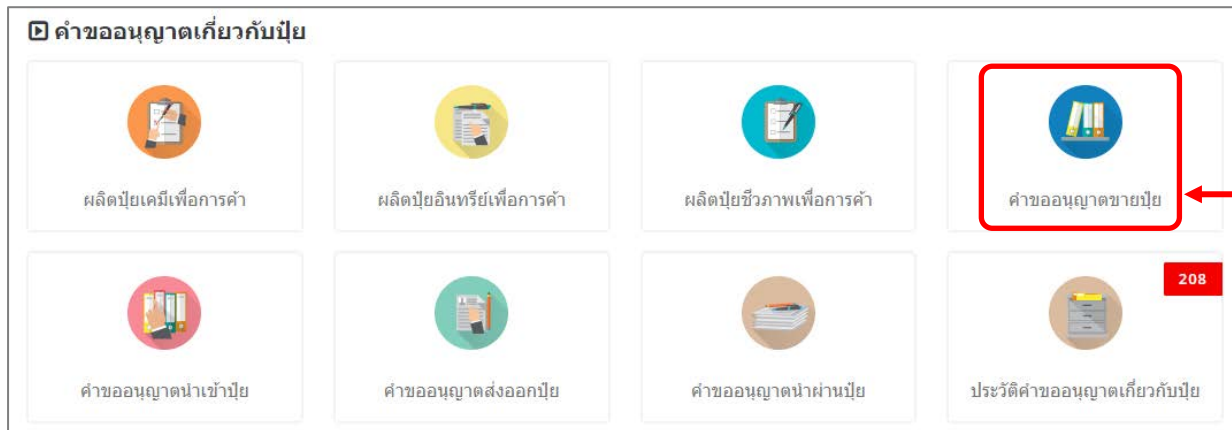 คำขออนุญาตเกี่ยวกับปุ๋ย
ผลิตปุ๋ยเคมีเพื่อการค้า
ผลิตปุ๋ยอินทรีย์เพื่อการค้า
ผลิตปุ๋ยชีวภาพเพื่อการค้า
คำขออนุญาตขายปุ๋ย
208
คำขออนุญาตนำเข้าปุ๋ย
คำขออนุญาตส่งออกปุ๋ย
คำขออนุญาตนำผ่านปุ๋ย
ประวัติคำขออนุญาตเกี่ยวกับปุ๋ย